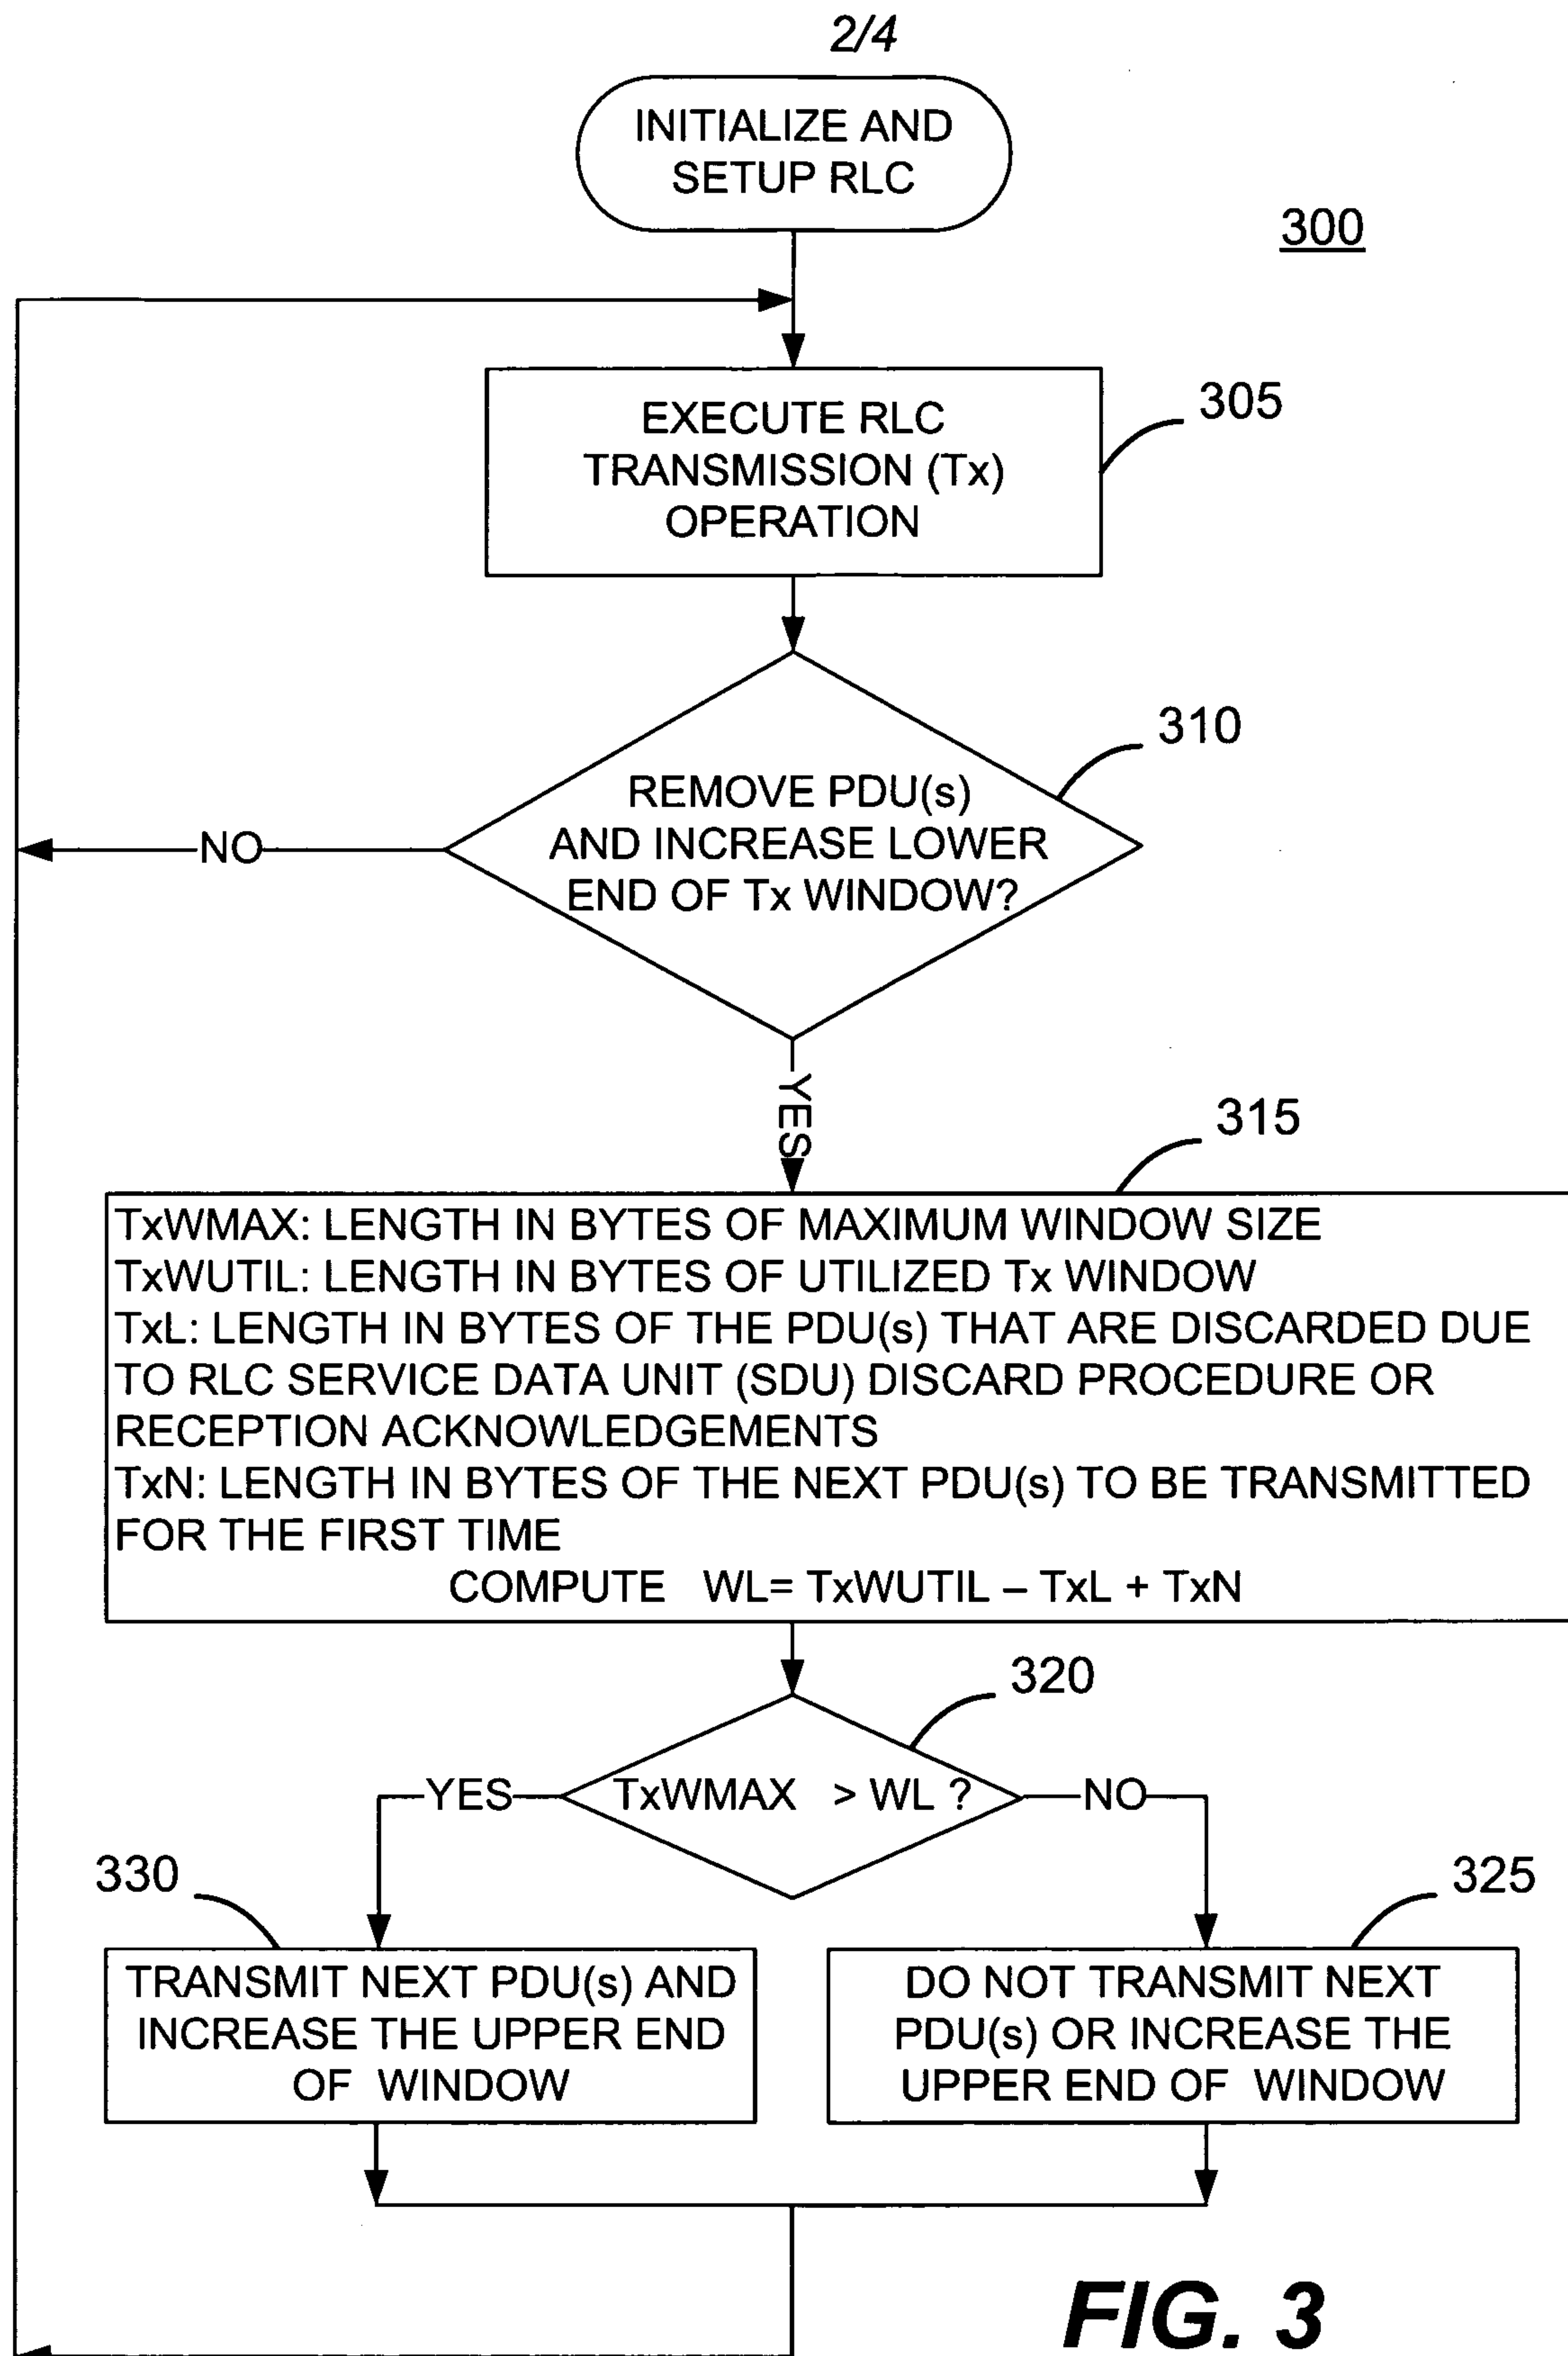 2/4
INITIALIZE AND
SETUP RLC
300
EXECUTE RLC
TRANSMISSION (Tx)
OPERATION
305
310
REMOVE PDU(s)
AND INCREASE LOWER
END OF Tx WINDOW?
NO
YES
315
TxWMAX: LENGTH IN BYTES OF MAXIMUM WINDOW SIZE
TxWUTIL: LENGTH IN BYTES OF UTILIZED Tx WINDOW
TxL: LENGTH IN BYTES OF THE PDU(s) THAT ARE DISCARDED DUE
TO RLC SERVICE DATA UNIT (SDU) DISCARD PROCEDURE OR
RECEPTION ACKNOWLEDGEMENTS
TxN: LENGTH IN BYTES OF THE NEXT PDU(s) TO BE TRANSMITTED
FOR THE FIRST TIME
COMPUTE WL= TxWUTIL – TxL + TxN
320
YES
TxWMAX > WL ?
NO
330
325
TRANSMIT NEXT PDU(s) AND
INCREASE THE UPPER END
OF WINDOW
DO NOT TRANSMIT NEXT
PDU(s) OR INCREASE THE
UPPER END OF WINDOW
FIG. 3